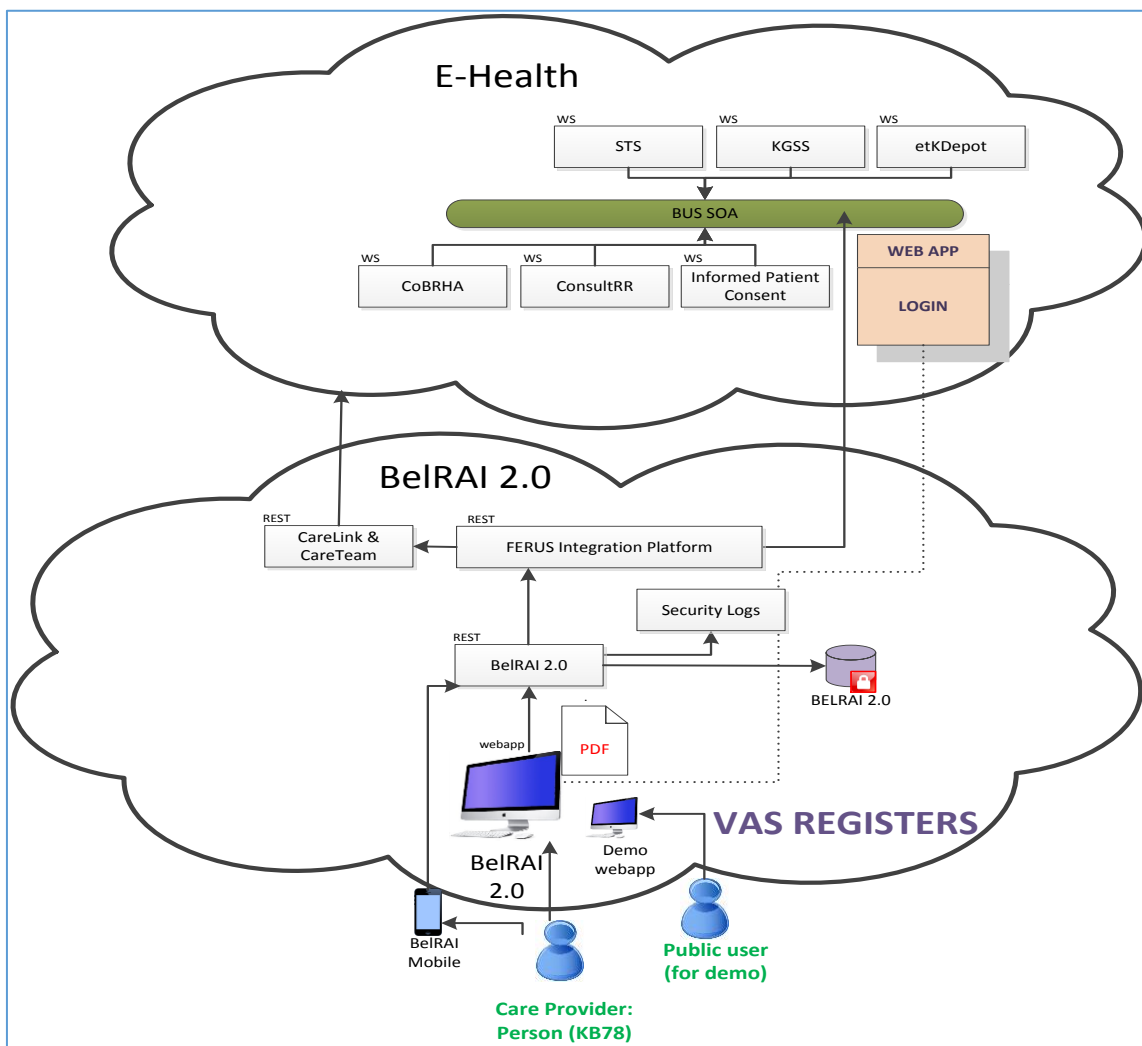 E-Health
WS
STS
WS
KGSS
WS
etKDepot
BUS SOA
WS
CoBRHA
WS
ConsultRR
WS
Informed Patient
Consent
WEB APP
LOGIN
BelRAI 2.0
REST
CareLink &
CareTeam
REST
FERUS Integration Platform
Security Logs
REST
BelRAI 2.0
BELRAI 2.0
webapp
PDF
VAS REGISTERS
BelRAI
2.0
Demo
webapp
BelRAI
Mobile
Public user
(for demo)
Care Provider:
Person (KB78)